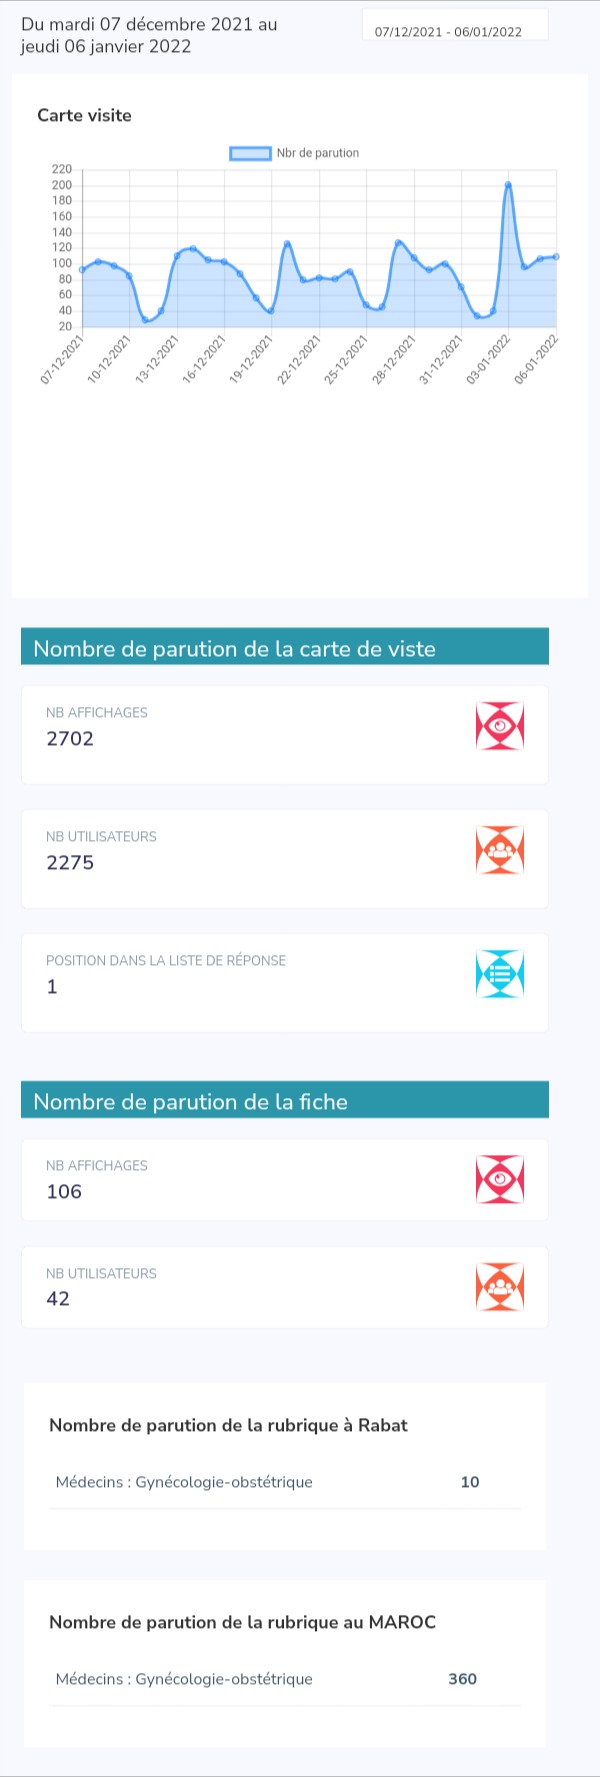 Du mardi 07 décembre 2021 au
jeudi 06 janvier 2022
07/12/2021 - 06/01/2022
Carte visite
Nbr de parution
220
200
180
160
140
120
100
80
60
40
20
07-12-2021
10-12-2021
13-12-2021
16-12-2021
19-12-2021
22-12-2021
25-12-2021
28-12-2021
31-12-2021
03-01-2022
06-01-2022
Nombre de parution de la carte de viste
NB AFFICHAGES
2702
NB UTILISATEURS
2275
POSITION DANS LA LISTE DE RÉPONSE
1
Nombre de parution de la fiche
NB AFFICHAGES
106
NB UTILISATEURS
42
Nombre de parution de la rubrique à Rabat
Médecins : Gynécologie-obstétrique 10
Nombre de parution de la rubrique au MAROC
Médecins : Gynécologie-obstétrique 360